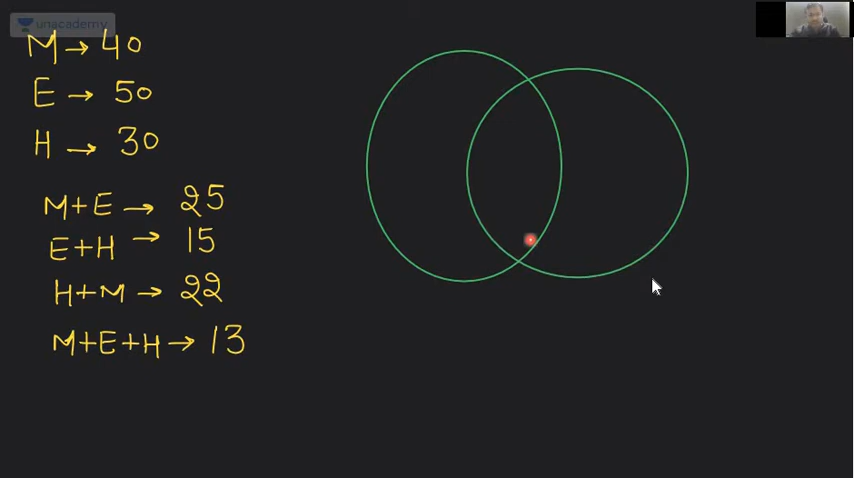 unacademy
M → 40
E → 50
H → 30
M+E → 25
E+H → 15
H+M → 22
M+E+H → 13